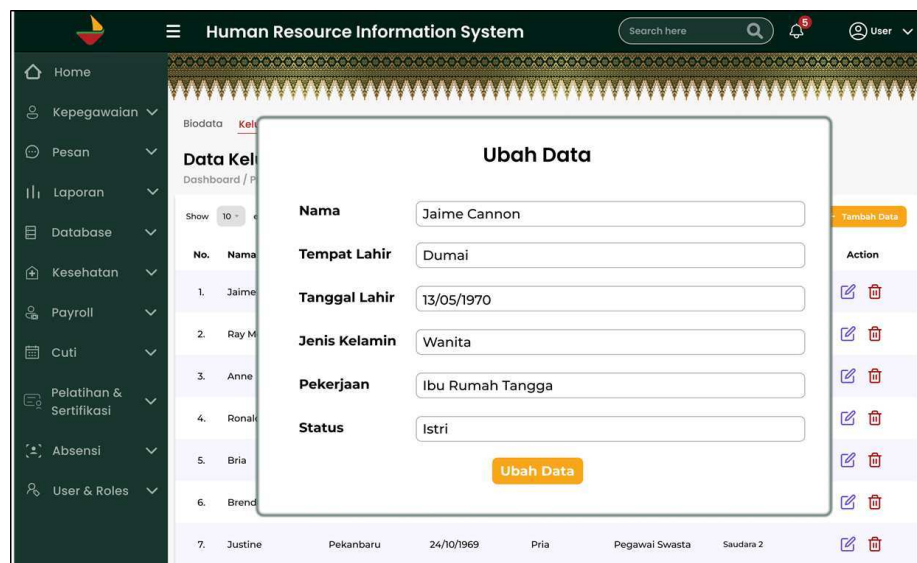 Human Resource Information System
Search here
5
User
Home
Kepegawaian
Pesan
Laporan
Database
Kesehatan
Payroll
Cuti
Pelatihan &
Sertifikasi
Absensi
User & Roles
Biodata
Data Kel
Dashboard / P
Show 10
Tambah Data
No. Nama Action
1. Jaime
2. Ray M
3. Anne
4. Ronald
5. Bria
6. Brend
7. Justine Pekanbaru 24/10/1969 Pria Pegawai Swasta Saudara 2
Ubah Data
Nama Jaime Cannon
Tempat Lahir Dumai
Tanggal Lahir 13/05/1970
Jenis Kelamin Wanita
Pekerjaan Ibu Rumah Tangga
Status Istri
Ubah Data